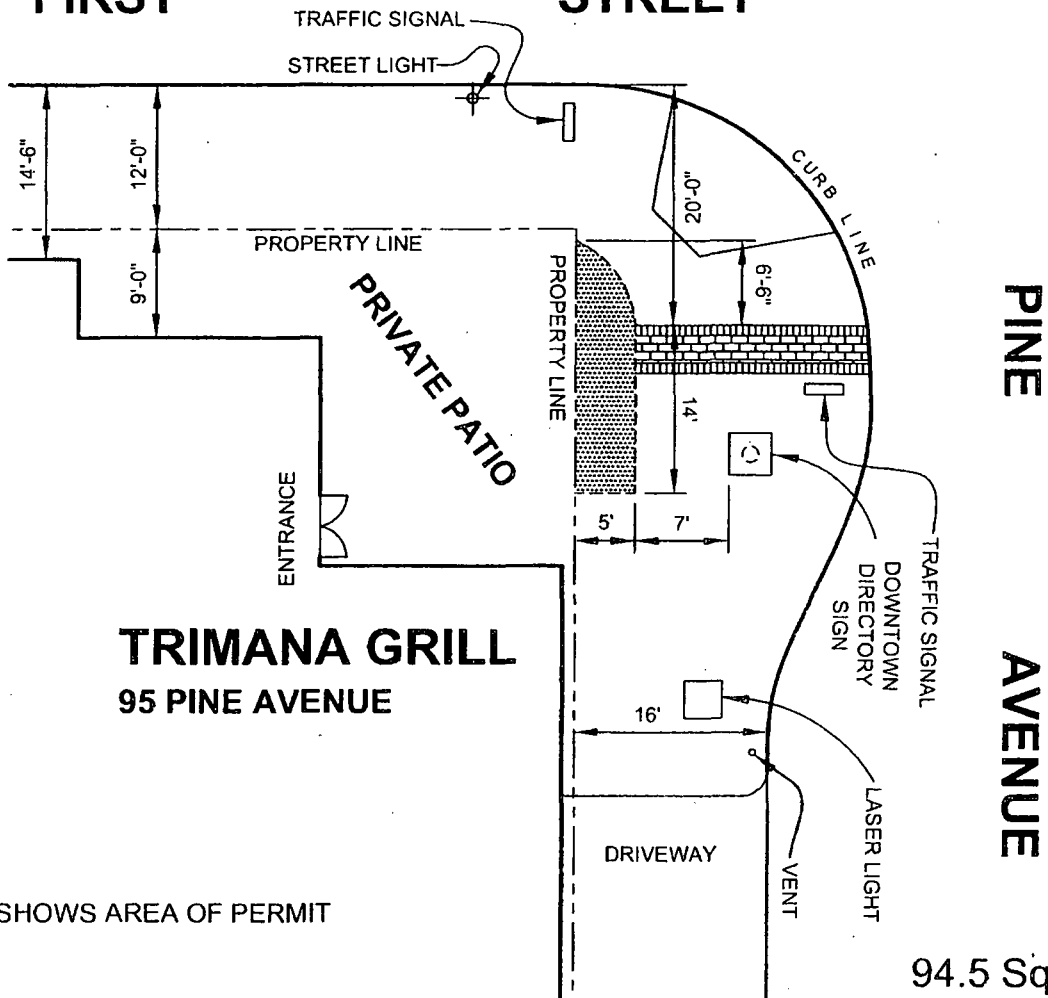 FIRST STREET
TRAFFIC SIGNAL
STREET LIGHT
CURB LINE
14'-6"
12'-0"
20'-0"
PROPERTY LINE
9'-0"
6'-6"
PRIVATE PATIO
PROPERTY LINE
PINE AVENUE
14'
ENTRANCE
5'
7'
TRAFFIC SIGNAL
DOWNTOWN
DIRECTORY
SIGN
TRIMANA GRILL
95 PINE AVENUE
16'
LASER LIGHT
VENT
DRIVEWAY
SHOWS AREA OF PERMIT
94.5 Sq